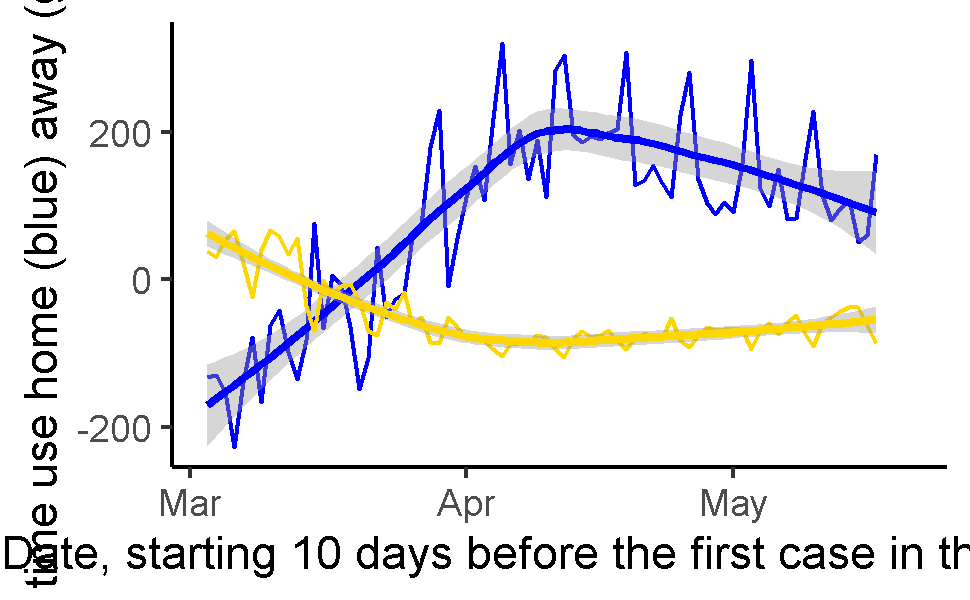 time use home (blue) away (
200
0
-200
Mar Apr May
Date, starting 10 days before the first case in th